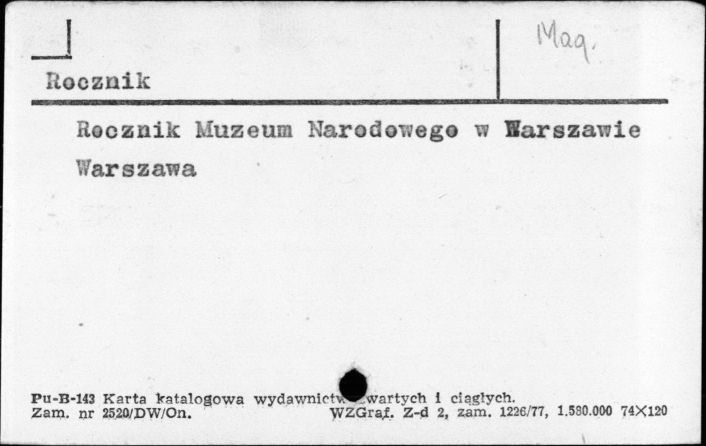 Mag.
Rocznik
Rocznik Muzeum Narodowego w Warszawie
Warszawa
Pu-B-143 Karta katalogowa wydawnictw zwartych i ciągłych.
Zam. nr 2520/DW/On. WZGraf. Z-d 2, zam. 1226/77, 1.580.000 74X120